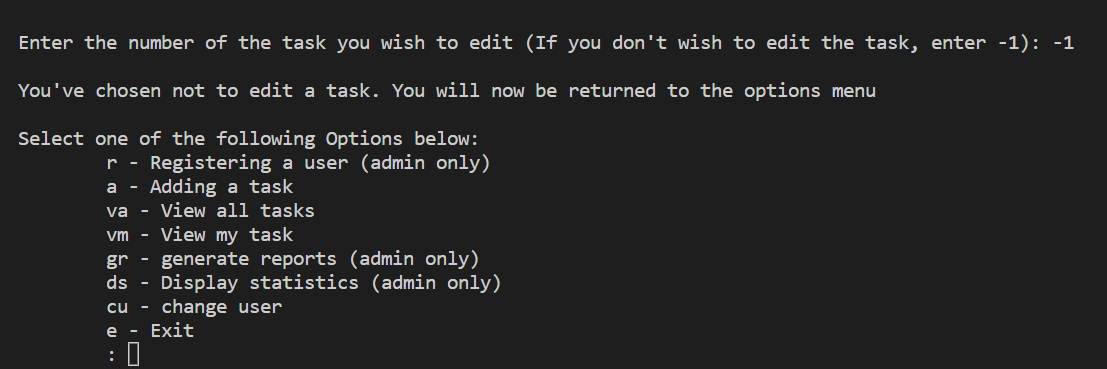 Enter the number of the task you wish to edit (If you don't wish to edit the task, enter -1): -1
You've chosen not to edit a task. You will now be returned to the options menu
Select one of the following Options below:
r - Registering a user (admin only)
a - Adding a task
va - View all tasks
vm - View my task
gr - generate reports (admin only)
ds - Display statistics (admin only)
cu - change user
e - Exit
: